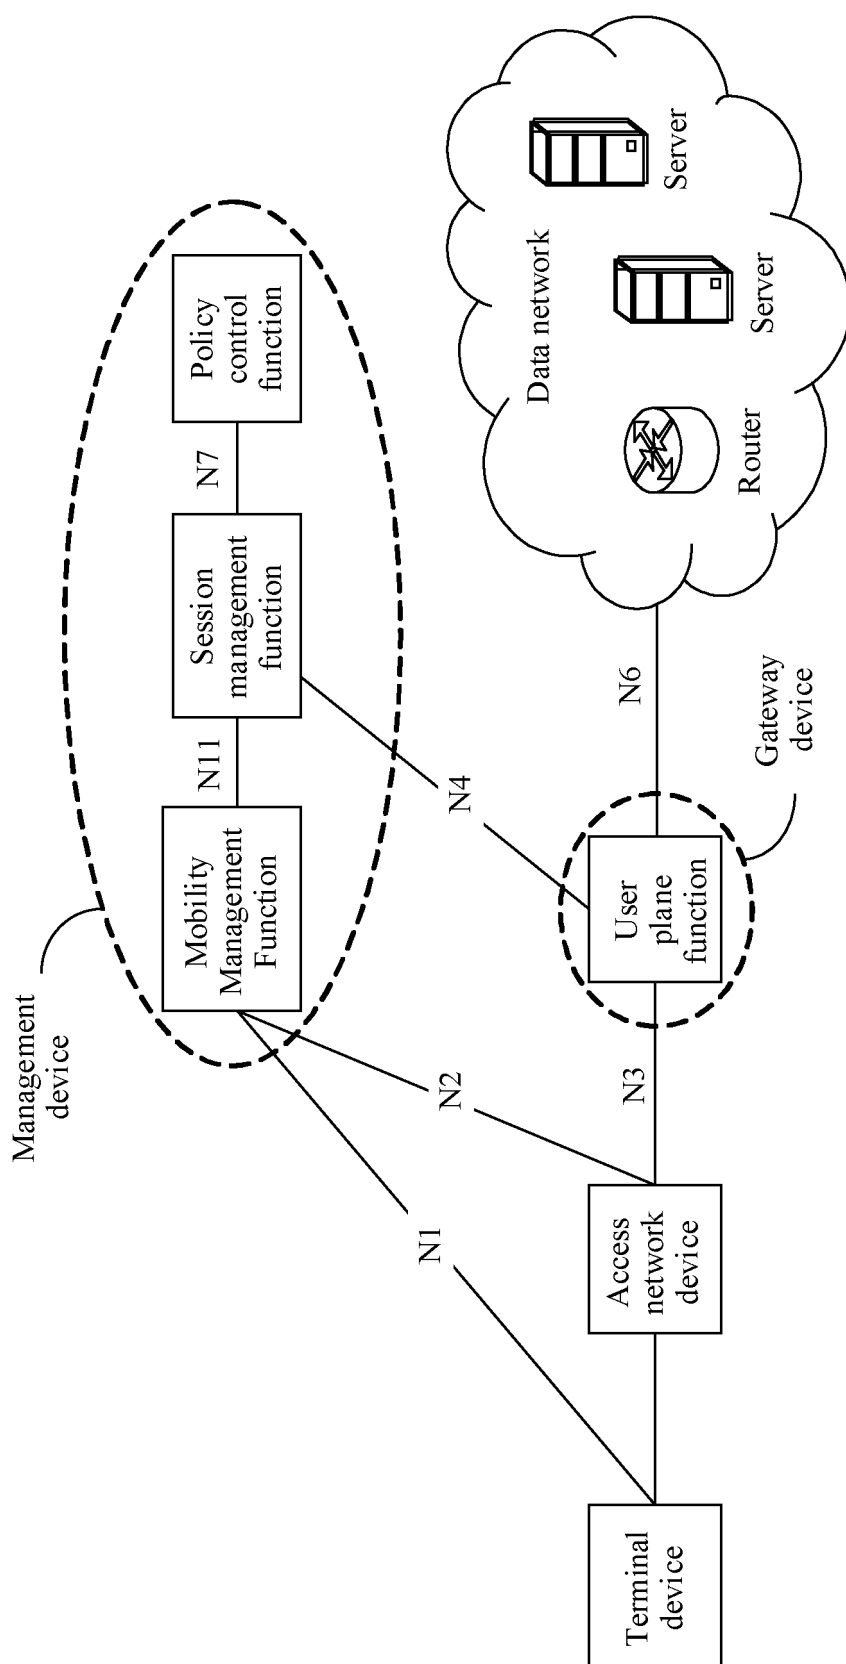 Management
device
Mobility
Management
Function
N11
Session
management
function
N7
Policy
control
function
N1
N2
N4
Terminal
device
Access
network
device
N3
User
plane
function
N6
Gateway
device
Data network
Router
Server
Server